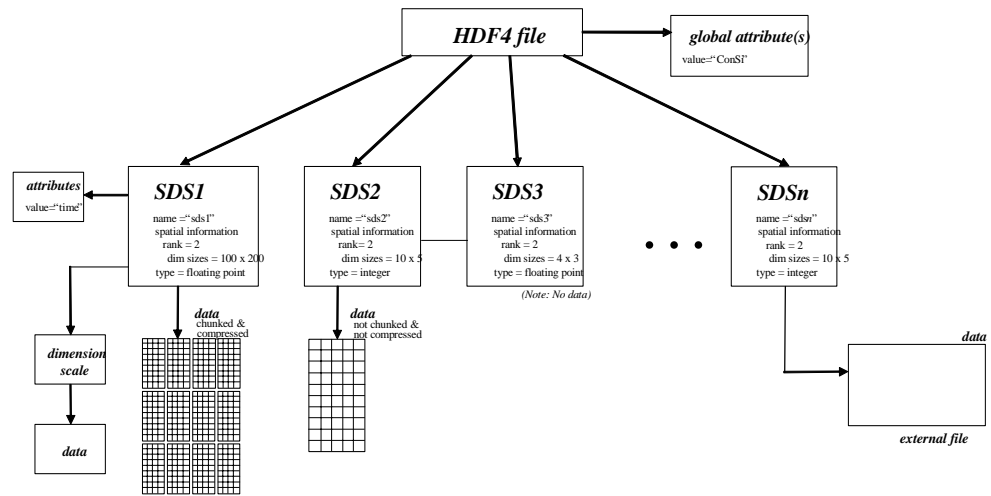 HDF4 file
global attribute(s)
value="ConSi"
attributes
value="time"
SDS1
name ="sds1"
spatial information
rank = 2
dim sizes = 100 x 200
type = floating point
SDS2
name ="sds2"
spatial information
rank= 2
dim sizes = 10 x 5
type = integer
SDS3
name ="sds3"
spatial information
rank = 2
dim sizes = 4 x 3
type = floating point
(Note: No data)
• • •
SDSn
name ="sdsn"
spatial information
rank = 2
dim sizes = 10 x 5
type = integer
data
chunked &
compressed
data
not chunked &
not compressed
dimension
scale
data
data
external file